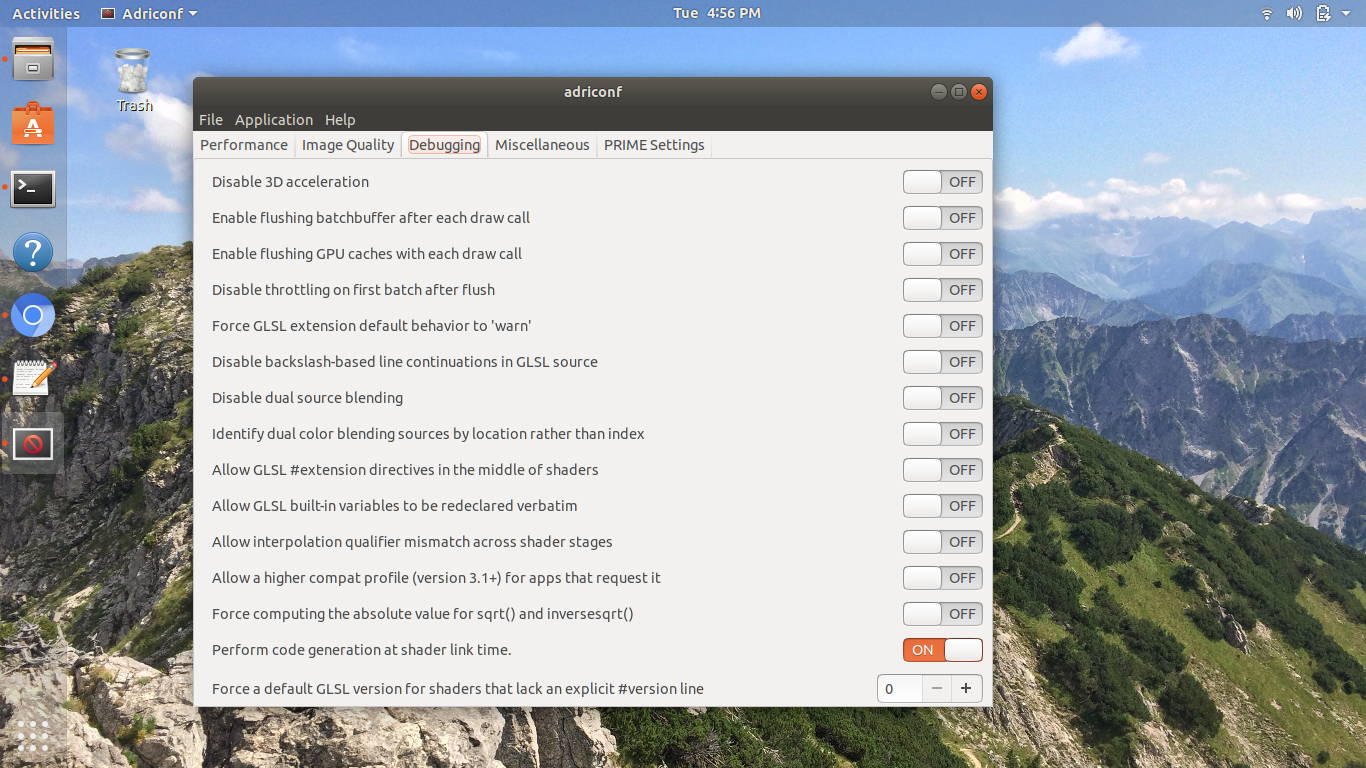 Activities Adriconf Tue 4:56 PM
Trash
adriconf
File Application Help
Performance Image Quality Debugging Miscellaneous PRIME Settings
Disable 3D acceleration OFF
Enable flushing batchbuffer after each draw call OFF
Enable flushing GPU caches with each draw call OFF
Disable throttling on first batch after flush OFF
Force GLSL extension default behavior to 'warn' OFF
Disable backslash-based line continuations in GLSL source OFF
Disable dual source blending OFF
Identify dual color blending sources by location rather than index OFF
Allow GLSL #extension directives in the middle of shaders OFF
Allow GLSL built-in variables to be redeclared verbatim OFF
Allow interpolation qualifier mismatch across shader stages OFF
Allow a higher compat profile (version 3.1+) for apps that request it OFF
Force computing the absolute value for sqrt() and inversesqrt() OFF
Perform code generation at shader link time. ON
Force a default GLSL version for shaders that lack an explicit #version line 0 − +